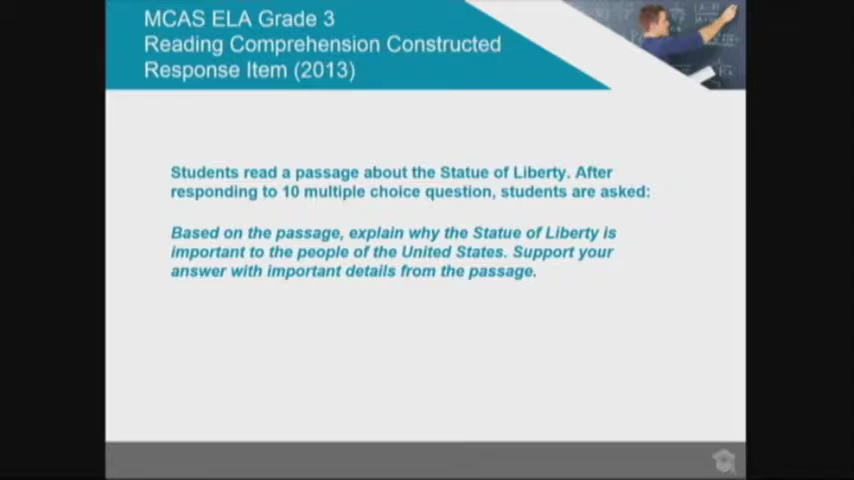 MCAS ELA Grade 3
Reading Comprehension Constructed
Response Item (2013)
Students read a passage about the Statue of Liberty. After
responding to 10 multiple choice question, students are asked:
Based on the passage, explain why the Statue of Liberty is
important to the people of the United States. Support your
answer with important details from the passage.